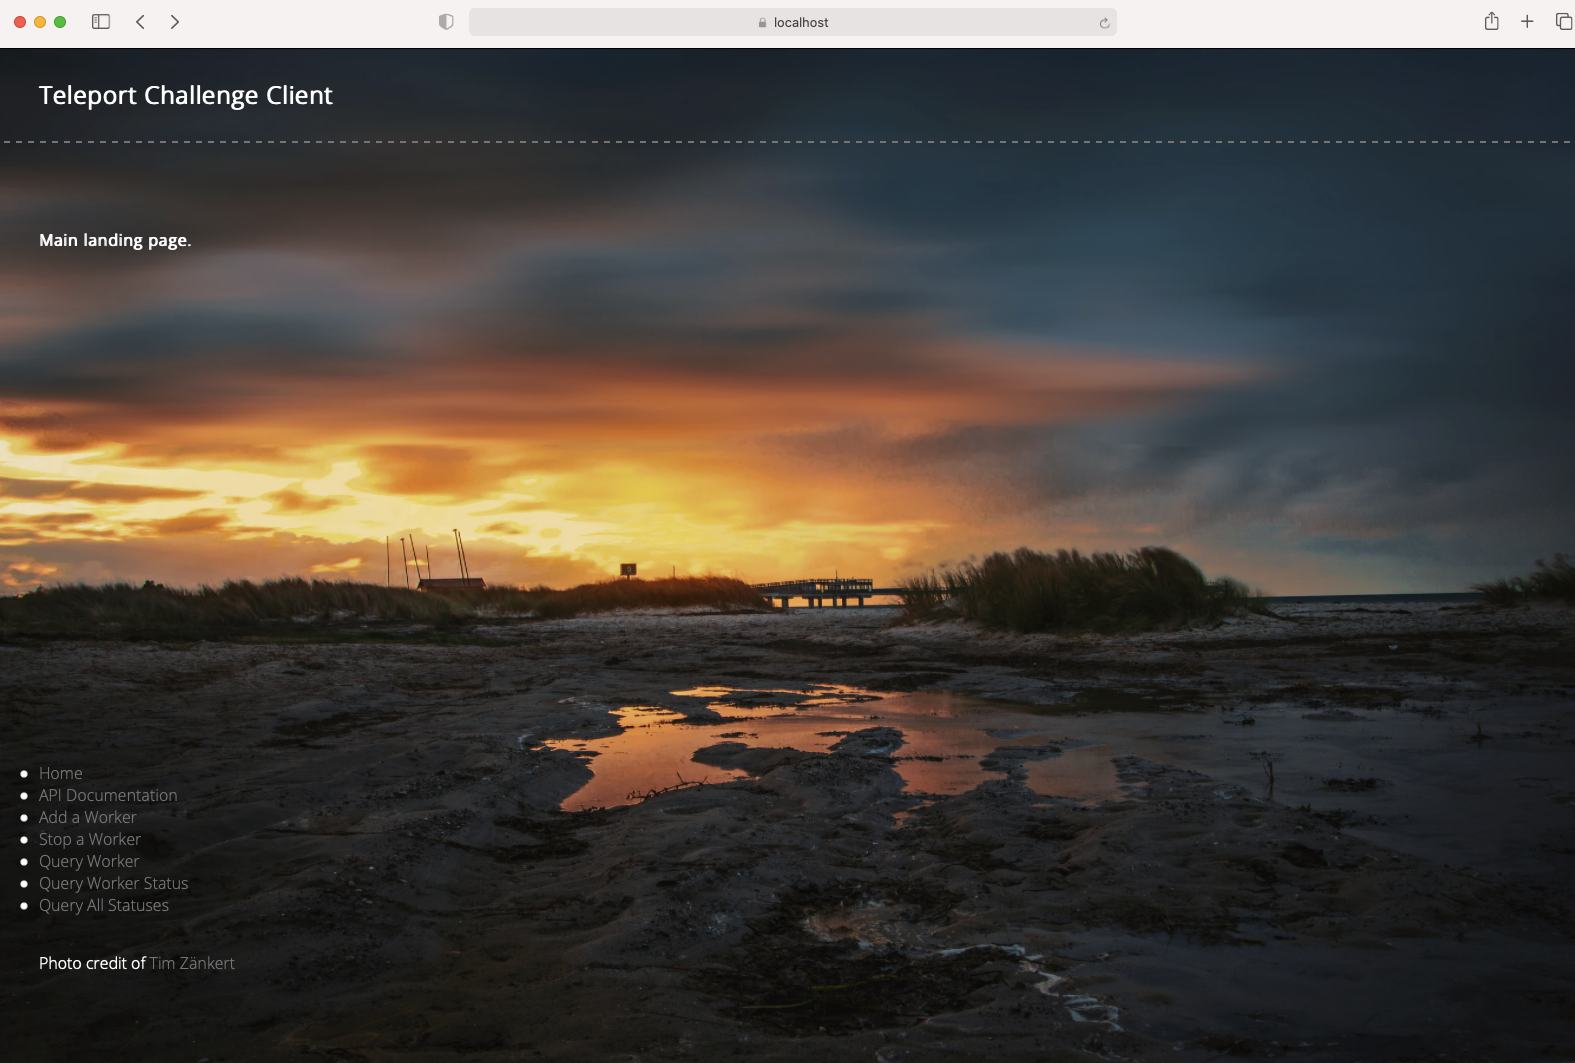 localhost
Teleport Challenge Client
Main landing page.
Home
API Documentation
Add a Worker
Stop a Worker
Query Worker
Query Worker Status
Query All Statuses
Photo credit of Tim Zänkert